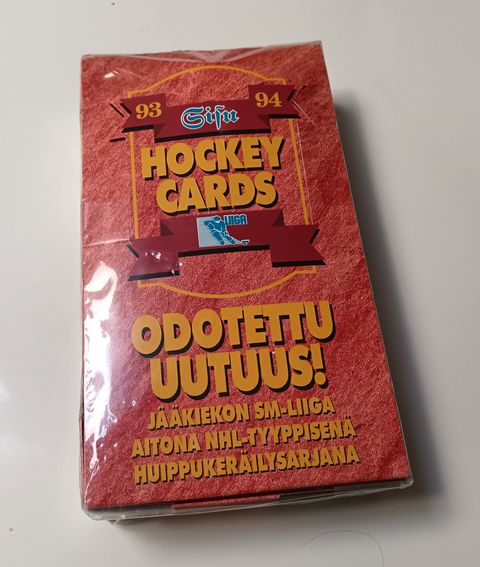 93 Sisu 94
HOCKEY
CARDS
LIIGA
ODOTETTU
UUTUUS!
JÄÄKIEKON SM-LIIGA
AITONA NHL-TYYPPISENÄ
HUIPPUKERÄILYSARJANA